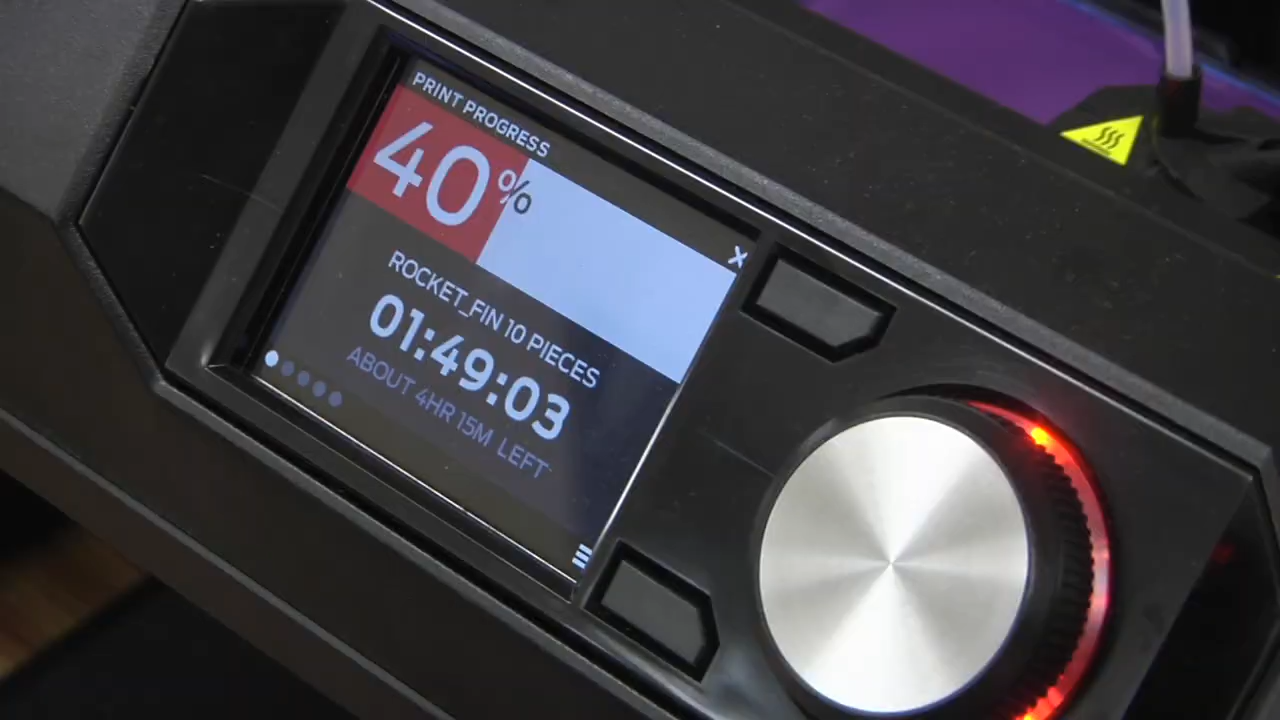 PRINT PROGRESS
40%
ROCKET_FIN 10 PIECES
01:49:03
ABOUT 4HR 15M LEFT